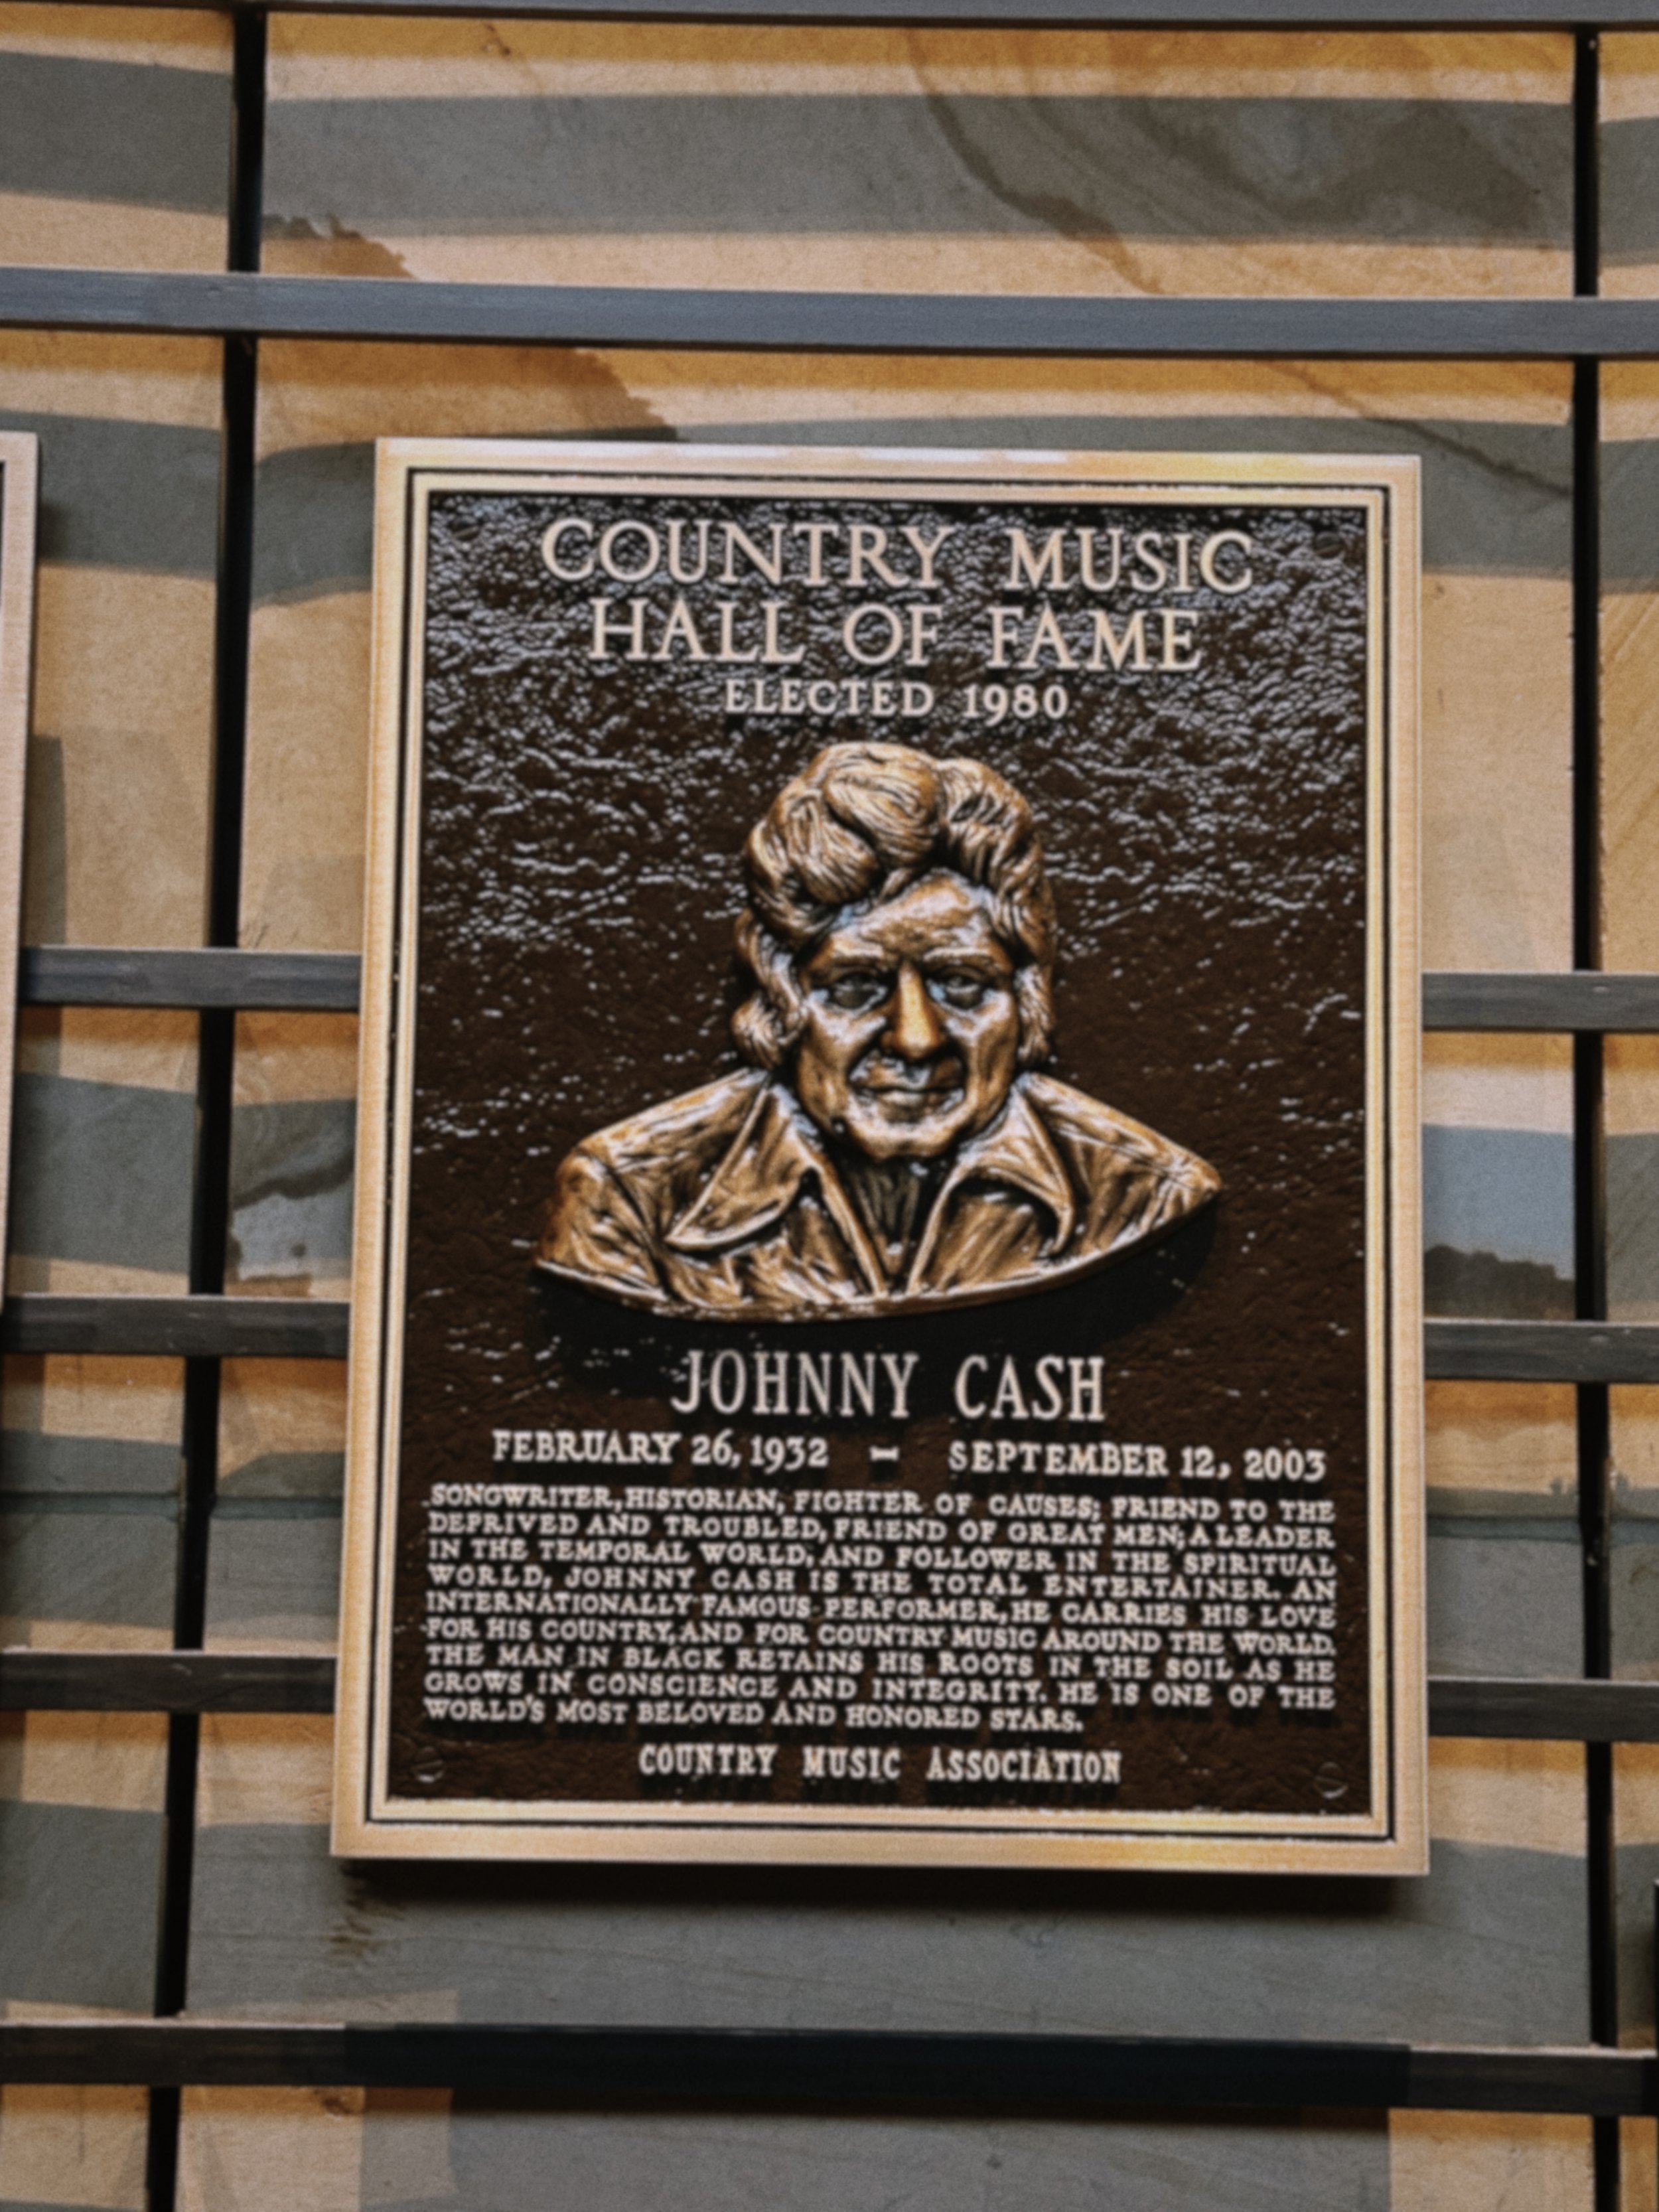 COUNTRY MUSIC
HALL OF FAME
ELECTED 1980
JOHNNY CASH
FEBRUARY 26, 1932 - SEPTEMBER 12, 2003
SONGWRITER, HISTORIAN, FIGHTER OF CAUSES; FRIEND TO THE
DEPRIVED AND TROUBLED, FRIEND OF GREAT MEN; A LEADER
IN THE TEMPORAL WORLD, AND FOLLOWER IN THE SPIRITUAL
WORLD, JOHNNY CASH IS THE TOTAL ENTERTAINER. AN
INTERNATIONALLY FAMOUS PERFORMER, HE CARRIES HIS LOVE
FOR HIS COUNTRY, AND FOR COUNTRY MUSIC AROUND THE WORLD.
THE MAN IN BLACK RETAINS HIS ROOTS IN THE SOIL AS HE
GROWS IN CONSCIENCE AND INTEGRITY. HE IS ONE OF THE
WORLD'S MOST BELOVED AND HONORED STARS.
COUNTRY MUSIC ASSOCIATION